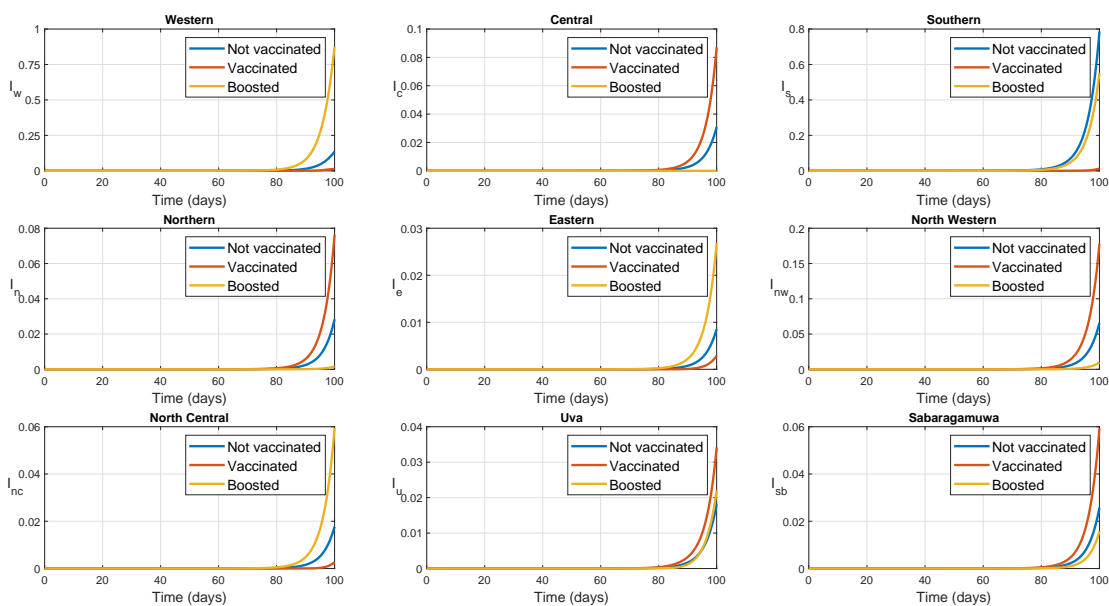 Western
1
0.75
0.5
0.25
0
I_w
Not vaccinated
Vaccinated
Boosted
0 20 40 60 80 100
Time (days)
Central
0.1
0.08
0.06
0.04
0.02
0
I_c
Not vaccinated
Vaccinated
Boosted
0 20 40 60 80 100
Time (days)
Southern
0.8
0.6
0.4
0.2
0
I_s
Not vaccinated
Vaccinated
Boosted
0 20 40 60 80 100
Time (days)
Northern
0.08
0.06
0.04
0.02
0
I_n
Not vaccinated
Vaccinated
Boosted
0 20 40 60 80 100
Time (days)
Eastern
0.03
0.02
0.01
0
I_e
Not vaccinated
Vaccinated
Boosted
0 20 40 60 80 100
Time (days)
North Western
0.2
0.15
0.1
0.05
0
I_nw
Not vaccinated
Vaccinated
Boosted
0 20 40 60 80 100
Time (days)
North Central
0.06
0.04
0.02
0
I_nc
Not vaccinated
Vaccinated
Boosted
0 20 40 60 80 100
Time (days)
Uva
0.04
0.03
0.02
0.01
0
I_u
Not vaccinated
Vaccinated
Boosted
0 20 40 60 80 100
Time (days)
Sabaragamuwa
0.06
0.04
0.02
0
I_sb
Not vaccinated
Vaccinated
Boosted
0 20 40 60 80 100
Time (days)